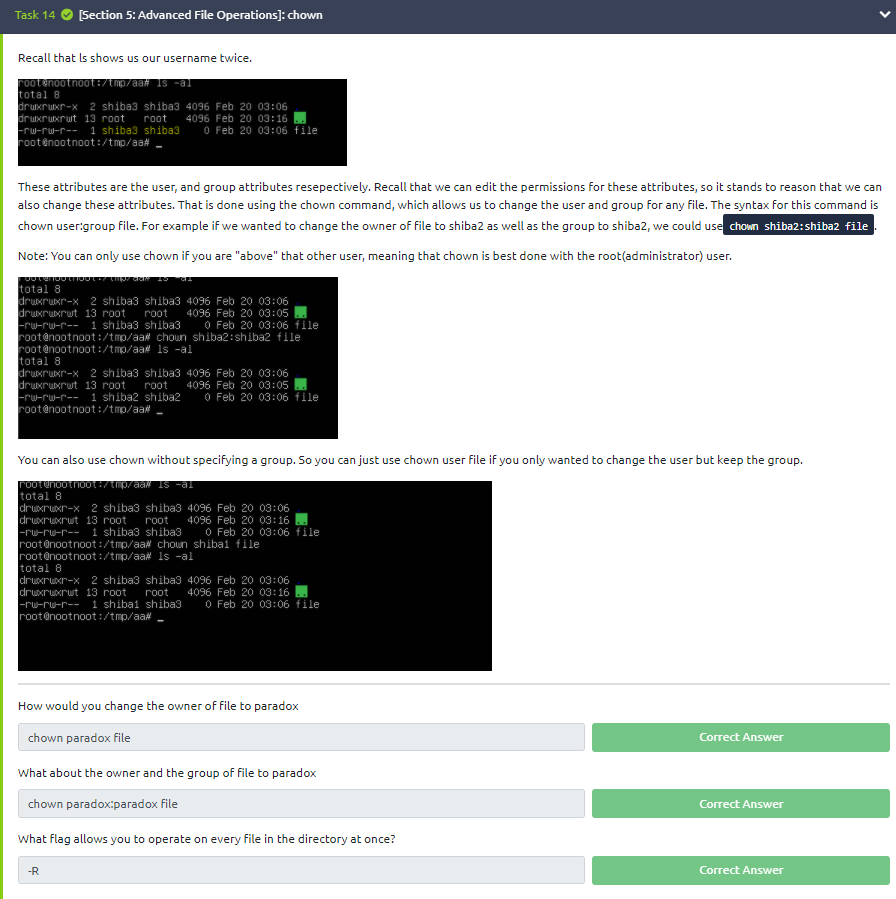 Task 14 [Section 5: Advanced File Operations]: chown
Recall that ls shows us our username twice.
root@nootnoot:/tmp/aa# ls -al
total 8
drwxrwxr-x 2 shiba3 shiba3 4096 Feb 20 03:06 .
drwxrwxrwt 13 root root 4096 Feb 20 03:16 ..
-rw-rw-r-- 1 shiba3 shiba3 0 Feb 20 03:06 file
root@nootnoot:/tmp/aa# _
These attributes are the user, and group attributes resepectively. Recall that we can edit the permissions for these attributes, so it stands to reason that we can
also change these attributes. That is done using the chown command, which allows us to change the user and group for any file. The syntax for this command is
chown user:group file. For example if we wanted to change the owner of file to shiba2 as well as the group to shiba2, we could use chown shiba2:shiba2 file .
Note: You can only use chown if you are "above" that other user, meaning that chown is best done with the root(administrator) user.
root@nootnoot:/tmp/aa# ls -al
total 8
drwxrwxr-x 2 shiba3 shiba3 4096 Feb 20 03:06 .
drwxrwxrwt 13 root root 4096 Feb 20 03:05 ..
-rw-rw-r-- 1 shiba3 shiba3 0 Feb 20 03:06 file
root@nootnoot:/tmp/aa# chown shiba2:shiba2 file
root@nootnoot:/tmp/aa# ls -al
total 8
drwxrwxr-x 2 shiba3 shiba3 4096 Feb 20 03:06 .
drwxrwxrwt 13 root root 4096 Feb 20 03:05 ..
-rw-rw-r-- 1 shiba2 shiba2 0 Feb 20 03:06 file
root@nootnoot:/tmp/aa# _
You can also use chown without specifying a group. So you can just use chown user file if you only wanted to change the user but keep the group.
root@nootnoot:/tmp/aa# ls -al
total 8
drwxrwxr-x 2 shiba3 shiba3 4096 Feb 20 03:06 .
drwxrwxrwt 13 root root 4096 Feb 20 03:16 ..
-rw-rw-r-- 1 shiba3 shiba3 0 Feb 20 03:06 file
root@nootnoot:/tmp/aa# chown shiba1 file
root@nootnoot:/tmp/aa# ls -al
total 8
drwxrwxr-x 2 shiba3 shiba3 4096 Feb 20 03:06 .
drwxrwxrwt 13 root root 4096 Feb 20 03:16 ..
-rw-rw-r-- 1 shiba1 shiba3 0 Feb 20 03:06 file
root@nootnoot:/tmp/aa# _
How would you change the owner of file to paradox
chown paradox file Correct Answer
What about the owner and the group of file to paradox
chown paradox:paradox file Correct Answer
What flag allows you to operate on every file in the directory at once?
-R Correct Answer